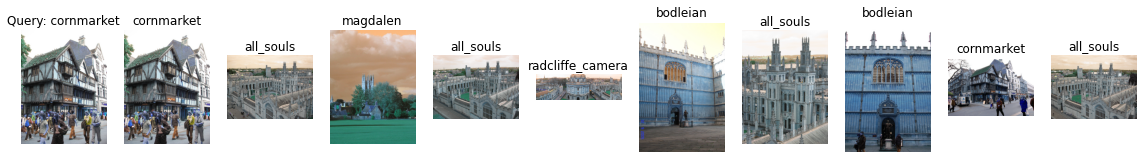 Query: cornmarket
cornmarket
all_souls
magdalen
all_souls
radcliffe_camera
bodleian
all_souls
bodleian
cornmarket
all_souls